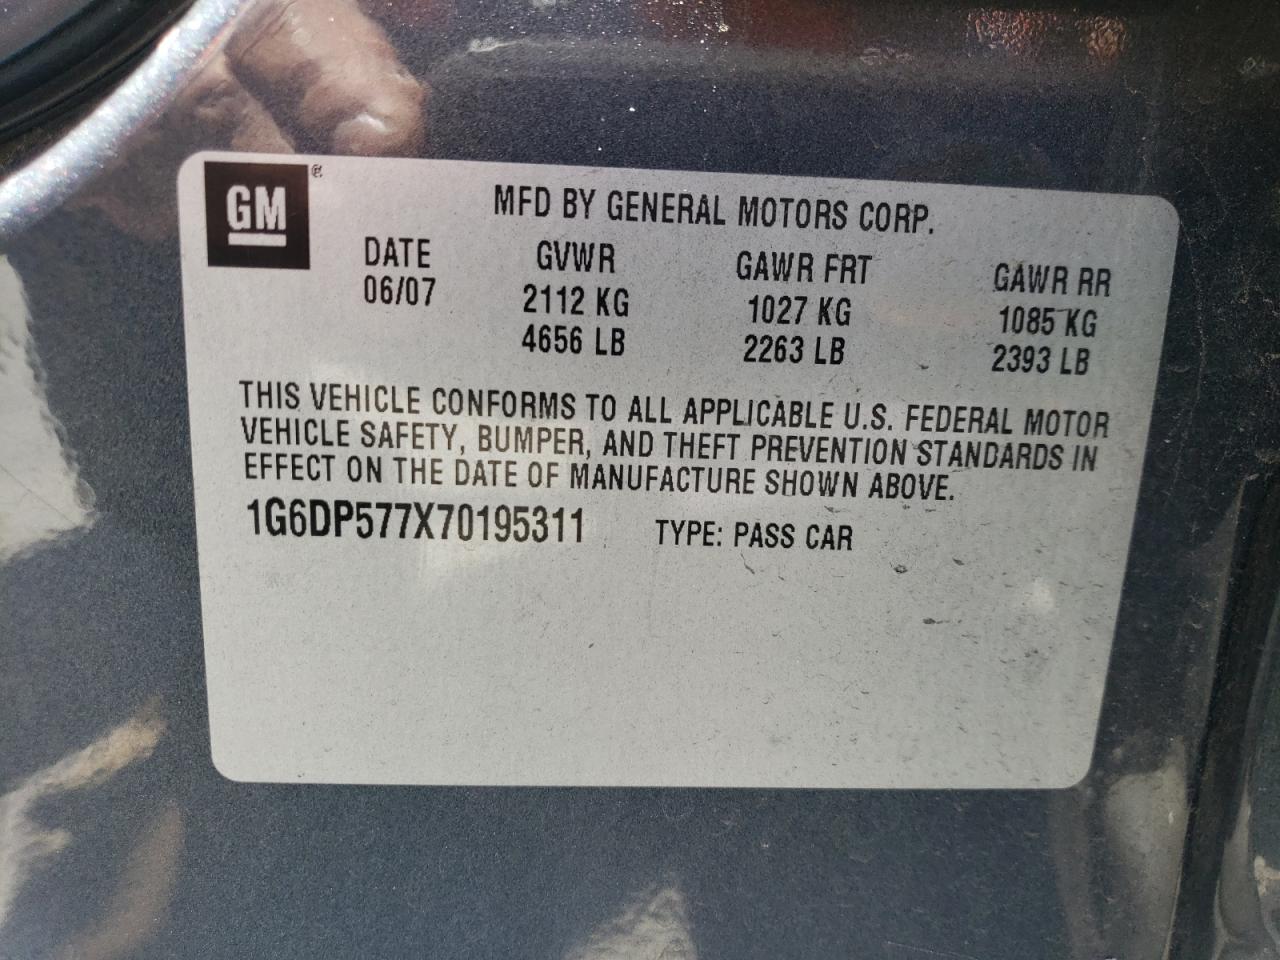 GM ®
MFD BY GENERAL MOTORS CORP.
DATE GVWR GAWR FRT GAWR RR
06/07 2112 KG 1027 KG 1085 KG
4656 LB 2263 LB 2393 LB
THIS VEHICLE CONFORMS TO ALL APPLICABLE U.S. FEDERAL MOTOR
VEHICLE SAFETY, BUMPER, AND THEFT PREVENTION STANDARDS IN
EFFECT ON THE DATE OF MANUFACTURE SHOWN ABOVE.
1G6DP577X70195311 TYPE: PASS CAR